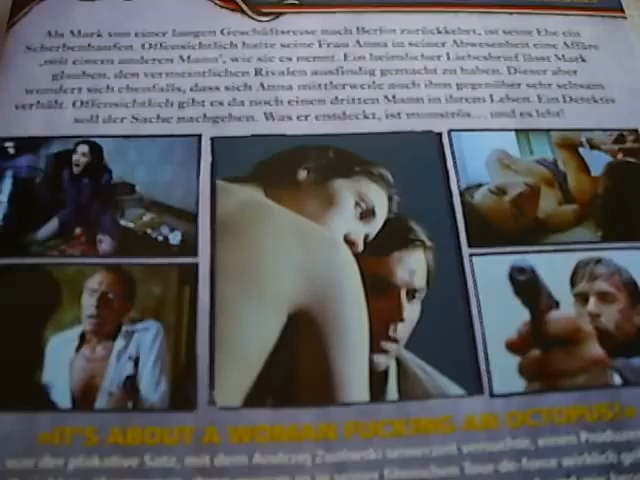 Als Mark von einer langen Geschäftsreise nach Berlin zurückkehrt, ist seine Ehe ein
Scherbenhaufen. Offensichtlich hatte seine Frau Anna in seiner Abwesenheit eine Affäre
„mit einem anderen Mann", wie sie es nennt. Ein heimlicher Liebesbrief lässt Mark
glauben, den vermeintlichen Rivalen ausfindig gemacht zu haben. Dieser aber
wundert sich ebenfalls, dass sich Anna mittlerweile auch ihm gegenüber sehr seltsam
verhält. Offensichtlich gibt es da noch einen dritten Mann in ihrem Leben. Ein Detektiv
soll der Sache nachgehen. Was er entdeckt, ist monströs... und es lebt!
»IT'S ABOUT A WOMAN FUCKING AN OCTOPUS!«
war der plakative Satz, mit dem Andrzej Zulawski seinerzeit versuchte, einen